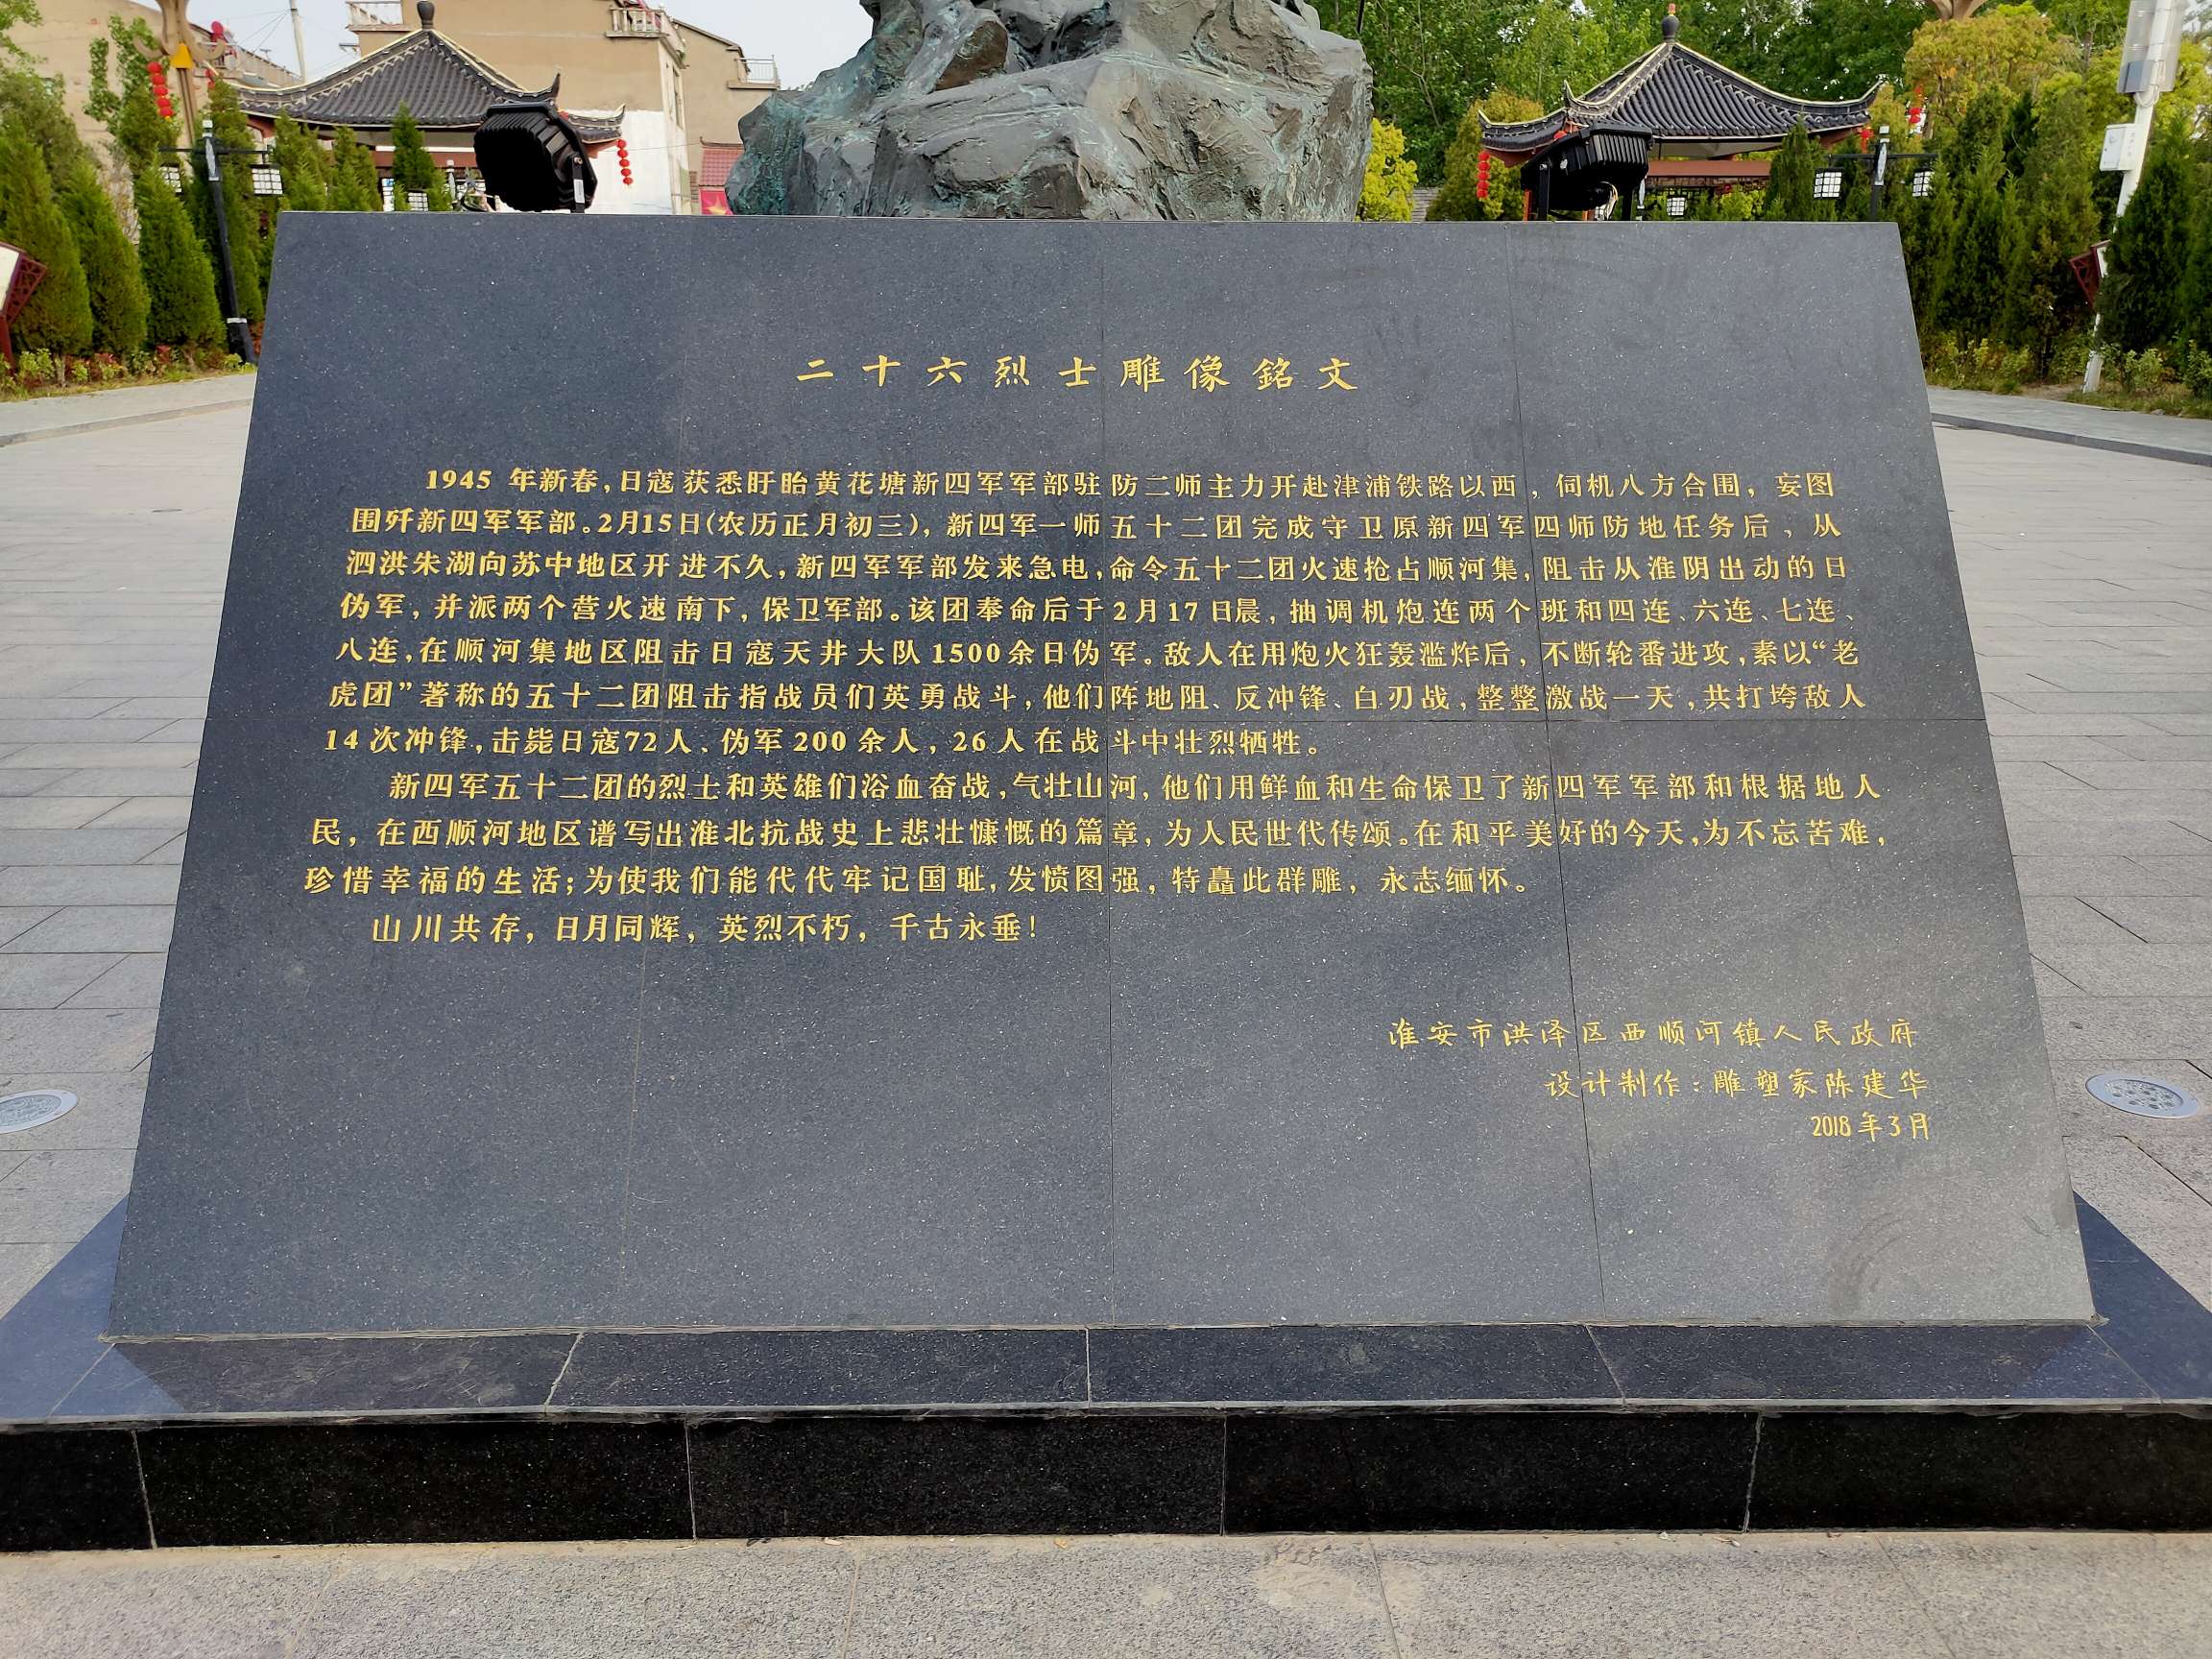 二十六烈士雕像銘文
1945年新春,日寇获悉盱眙黄花塘新四军军部驻防二师主力开赴津浦铁路以西,伺机八方合围,妄图
围歼新四军军部。2月15日(农历正月初三),新四军一师五十二团完成守卫原新四军四师防地任务后、从
泗洪朱湖向苏中地区开进不久,新四军军部发来急电,命令五十二团火速抢占顺河集,阻击从淮阴出动的日
伪军,并派两个营火速南下,保卫军部。该团奉命后于2月17日晨,抽调机炮连两个班和四连、六连、七连、
八连,在顺河集地区阻击日寇天井大队1500余日伪军。敌人在用炮火狂轰滥炸后,不断轮番进攻,素以“老
虎团”著称的五十二团阻击指战员们英勇战斗,他们阵地阻、反冲锋、白刃战,整整激战一天,共打垮敌人
14次冲锋,击毙日寇72人、伪军200余人,26人在战斗中壮烈牺牲。
新四军五十二团的烈士和英雄们浴血奋战,气壮山河,他们用鲜血和生命保卫了新四军军部和根据地人
民,在西顺河地区谱写出淮北抗战史上悲壮慷慨的篇章,为人民世代传颂。在和平美好的今天,为不忘苦难,
珍惜幸福的生活;为使我们能代代牢记国耻,发愤图强,特矗此群雕,永志缅怀。
山川共存,日月同辉,英烈不朽,千古永垂!
淮安市洪泽区西顺河镇人民政府
设计制作:雕塑家陈建华
2018年3月